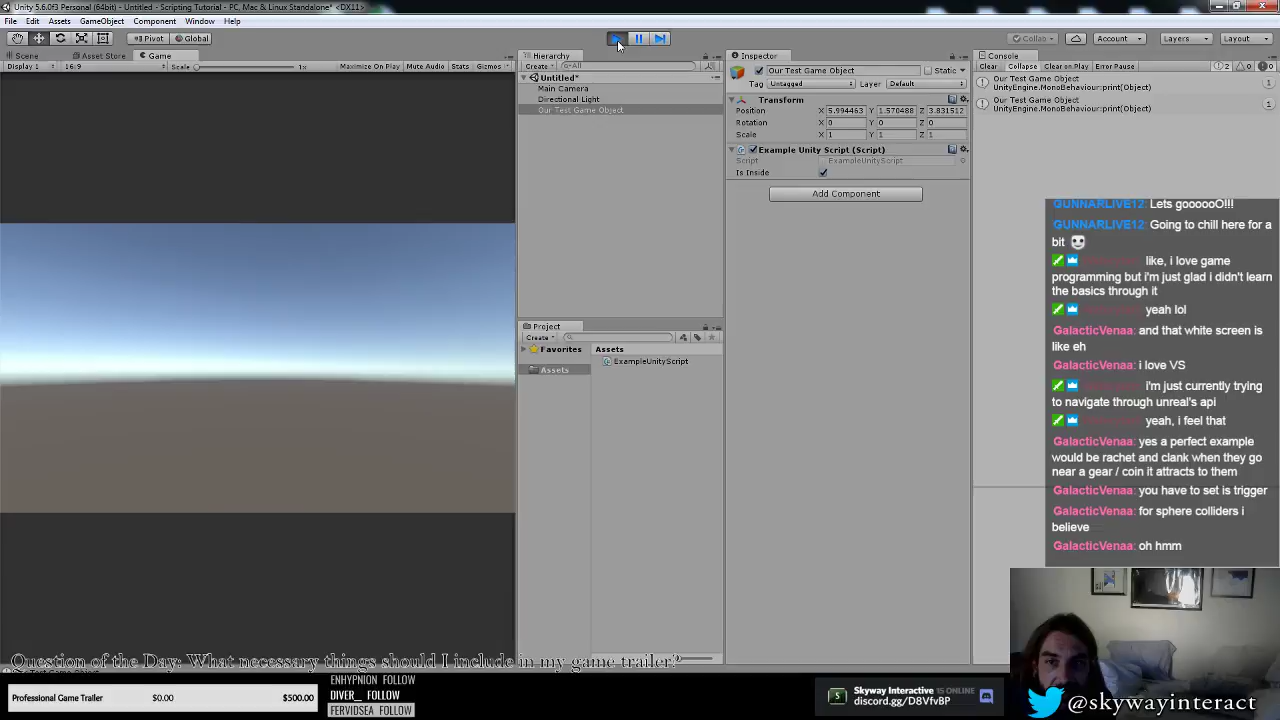 Unity 5.6.0f3 Personal (64bit) - Untitled - Scripting Tutorial - PC, Mac & Linux Standalone* <DX11>
File Edit Assets GameObject Component Window Help
Pivot Global
Collab Account Layers Layout
Scene Asset Store Game
Display 1 16:9 Scale 1x Maximize On Play Mute Audio Stats Gizmos
Hierarchy
Create All
Untitled*
Main Camera
Directional Light
Our Test Game Object
Project
Create
Favorites
Assets
Assets
ExampleUnityScript
Inspector
Our Test Game Object Static
Tag Untagged Layer Default
Transform
Position X 5.994463 Y 1.570488 Z 3.831512
Rotation X 0 Y 0 Z 0
Scale X 1 Y 1 Z 1
Example Unity Script (Script)
Script ExampleUnityScript
Is Inside
Add Component
Console
Clear Collapse Clear on Play Error Pause 2 0 0
Our Test Game Object
UnityEngine.MonoBehaviour:print(Object) 1
Our Test Game Object
UnityEngine.MonoBehaviour:print(Object) 1
GUNNARLIVE12: Lets goooooO!!!
GUNNARLIVE12: Going to chill here for a
bit
like, i love game
programming but i'm just glad i didn't learn
the basics through it
yeah lol
GalacticVenaa: and that white screen is
like eh
GalacticVenaa: i love VS
i'm just currently trying
to navigate through unreal's api
yeah, i feel that
GalacticVenaa: yes a perfect example
would be rachet and clank when they go
near a gear / coin it attracts to them
GalacticVenaa: you have to set is trigger
GalacticVenaa: for sphere colliders i
believe
GalacticVenaa: oh hmm
Question of the Day: What necessary things should I include in my game trailer?
Professional Game Trailer $0.00 $500.00
ENHYPNION FOLLOW
DIVER_ FOLLOW
FERVIDSEA FOLLOW
S Skyway Interactive 15 ONLINE
discord.gg/D8VfvBP
@skywayinteract